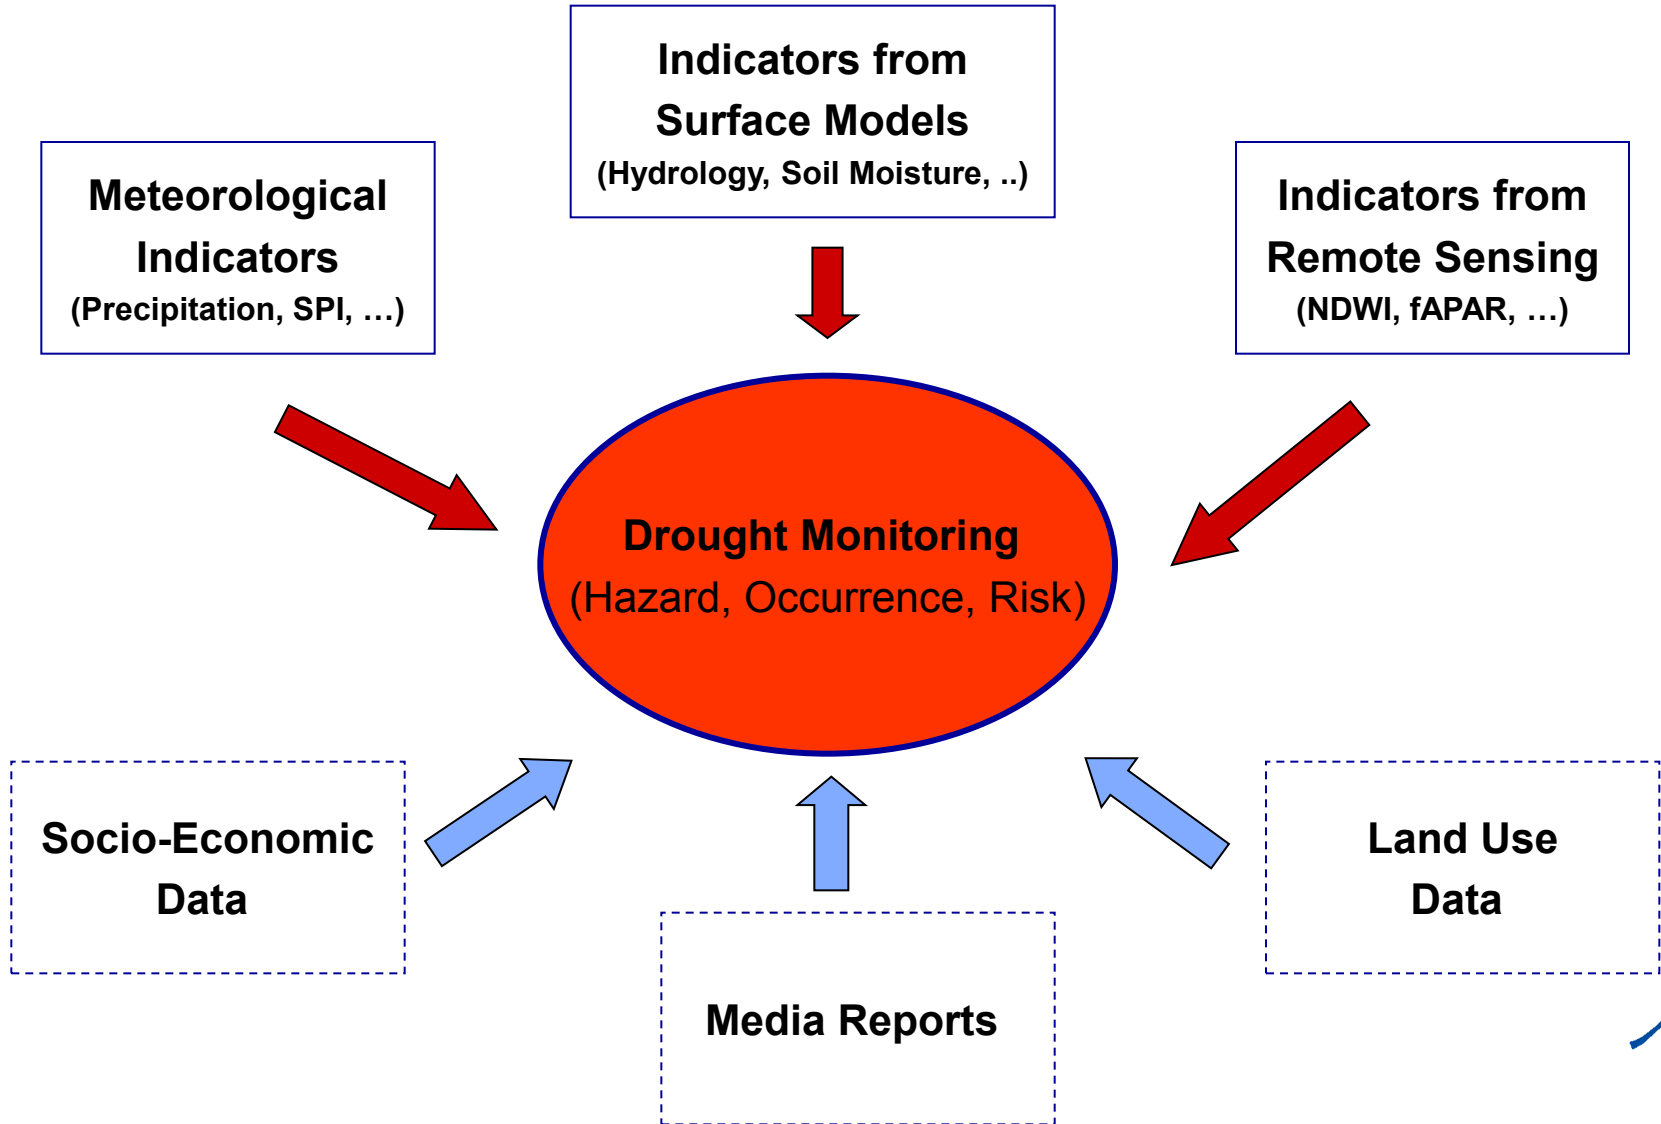 Indicators from
Surface Models
(Hydrology, Soil Moisture, ..)
Meteorological
Indicators
(Precipitation, SPI, …)
Indicators from
Remote Sensing
(NDWI, fAPAR, …)
Drought Monitoring
(Hazard, Occurrence, Risk)
Socio-Economic
Data
Land Use
Data
Media Reports